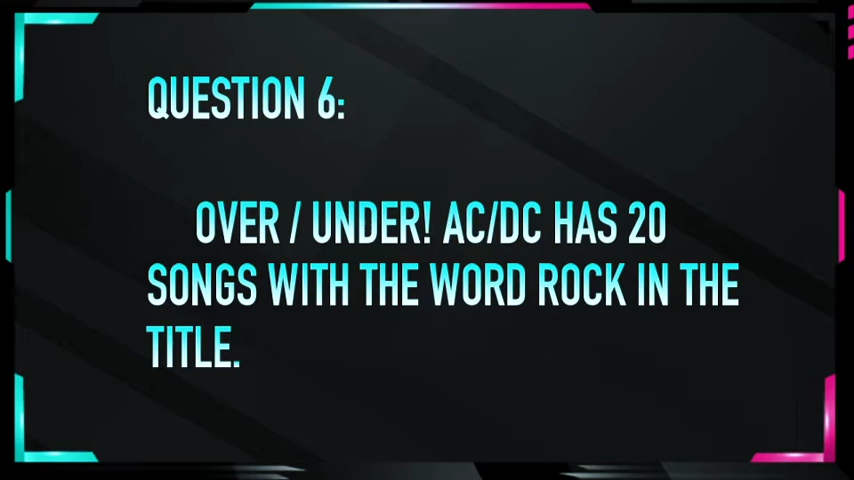 QUESTION 6:
OVER / UNDER! AC/DC HAS 20
SONGS WITH THE WORD ROCK IN THE
TITLE.